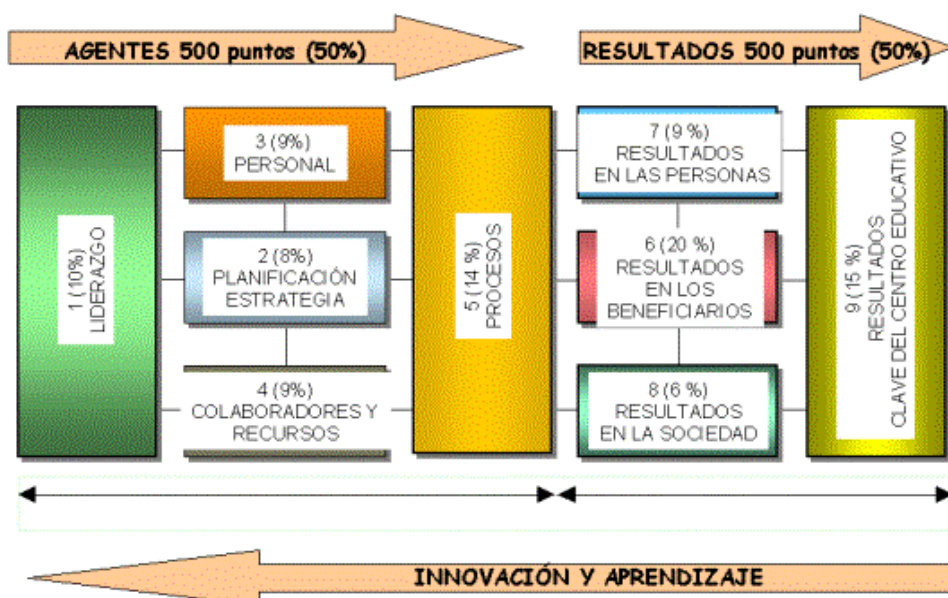 AGENTES 500 puntos (50%)
RESULTADOS 500 puntos (50%)
1 (10%)
LIDERAZGO
3 (9%)
PERSONAL
2 (8%)
PLANIFICACIÓN
ESTRATEGIA
4 (9%)
COLABORADORES Y
RECURSOS
5 (14 %)
PROCESOS
7 (9 %)
RESULTADOS
EN LAS PERSONAS
6 (20 %)
RESULTADOS
EN LOS
BENEFICIARIOS
8 (6 %)
RESULTADOS
EN LA SOCIEDAD
9 (15 %)
RESULTADOS
CLAVE DEL CENTRO EDUCATIVO
INNOVACIÓN Y APRENDIZAJE